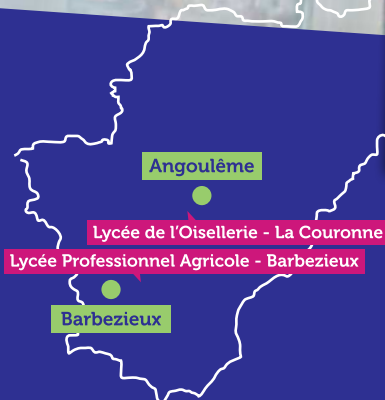 Angoulême
Lycée de l'Oisellerie - La Couronne
Lycée Professionnel Agricole - Barbezieux
Barbezieux